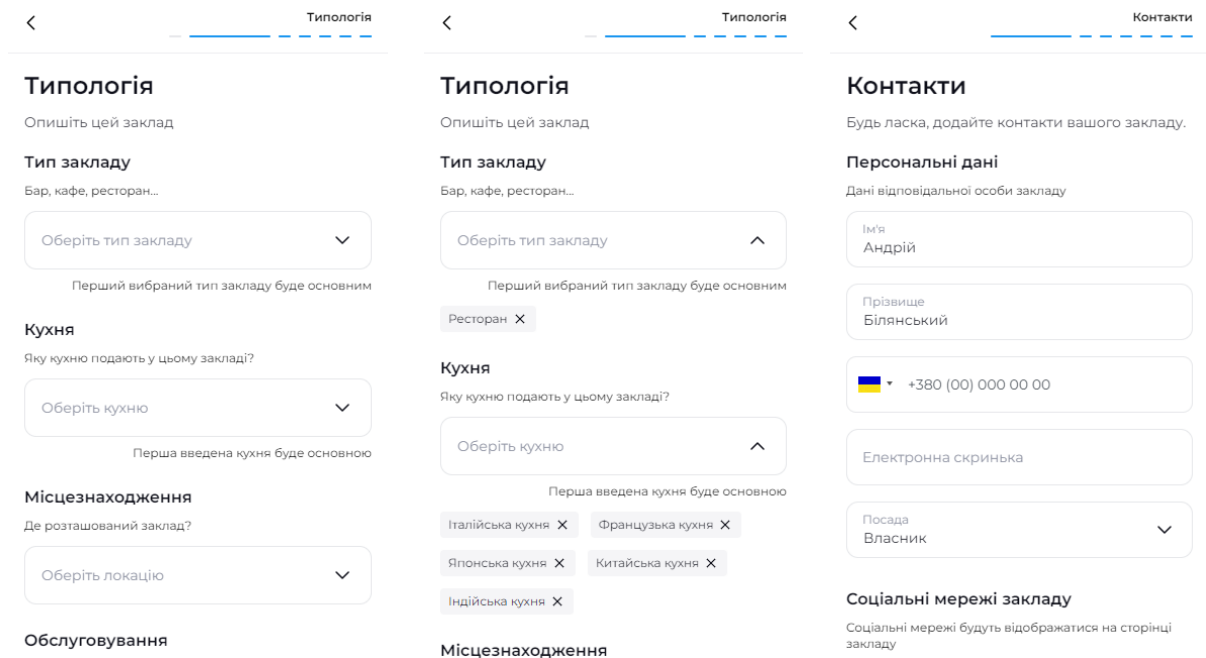 Типологія
Типологія
Опишіть цей заклад
Тип закладу
Бар, кафе, ресторан...
Оберіть тип закладу
Перший вибраний тип закладу буде основним
Кухня
Яку кухню подають у цьому закладі?
Оберіть кухню
Перша введена кухня буде основною
Місцезнаходження
Де розташований заклад?
Оберіть локацію
Обслуговування
Типологія
Типологія
Опишіть цей заклад
Тип закладу
Бар, кафе, ресторан...
Оберіть тип закладу
Перший вибраний тип закладу буде основним
Ресторан
Кухня
Яку кухню подають у цьому закладі?
Оберіть кухню
Перша введена кухня буде основною
Італійська кухня Французька кухня
Японська кухня Китайська кухня
Індійська кухня
Місцезнаходження
Контакти
Контакти
Будь ласка, додайте контакти вашого закладу.
Персональні дані
Дані відповідальної особи закладу
Ім'я
Андрій
Прізвище
Білянський
+380 (00) 000 00 00
Електронна скринька
Посада
Власник
Соціальні мережі закладу
Соціальні мережі будуть відображатися на сторінці
закладу